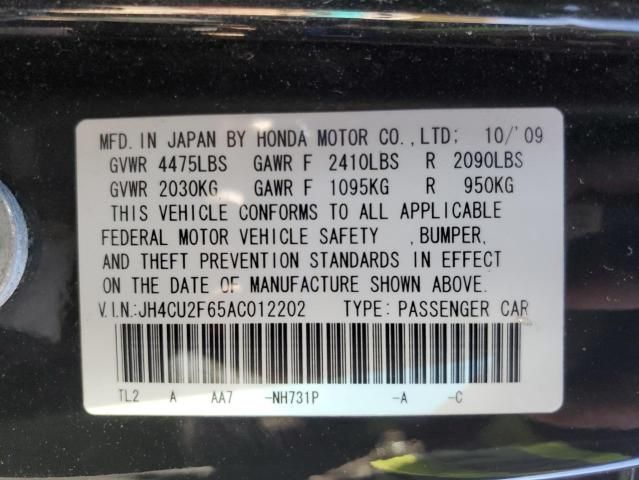 MFD. IN JAPAN BY HONDA MOTOR CO.,LTD; 10/'09
GVWR 4475LBS GAWR F 2410LBS R 2090LBS
GVWR 2030KG GAWR F 1095KG R 950KG
THIS VEHICLE CONFORMS TO ALL APPLICABLE
FEDERAL MOTOR VEHICLE SAFETY ,BUMPER,
AND THEFT PREVENTION STANDARDS IN EFFECT
ON THE DATE OF MANUFACTURE SHOWN ABOVE.
V.I.N.:JH4CU2F65AC012202 TYPE: PASSENGER CAR
TL2 A AA7 -NH731P -A -C